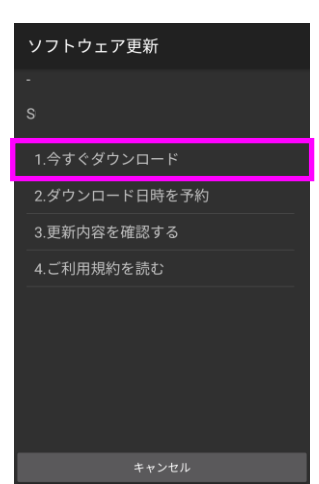 ソフトウェア更新
-
S
1.今すぐダウンロード
2.ダウンロード日時を予約
3.更新内容を確認する
4.ご利用規約を読む
キャンセル